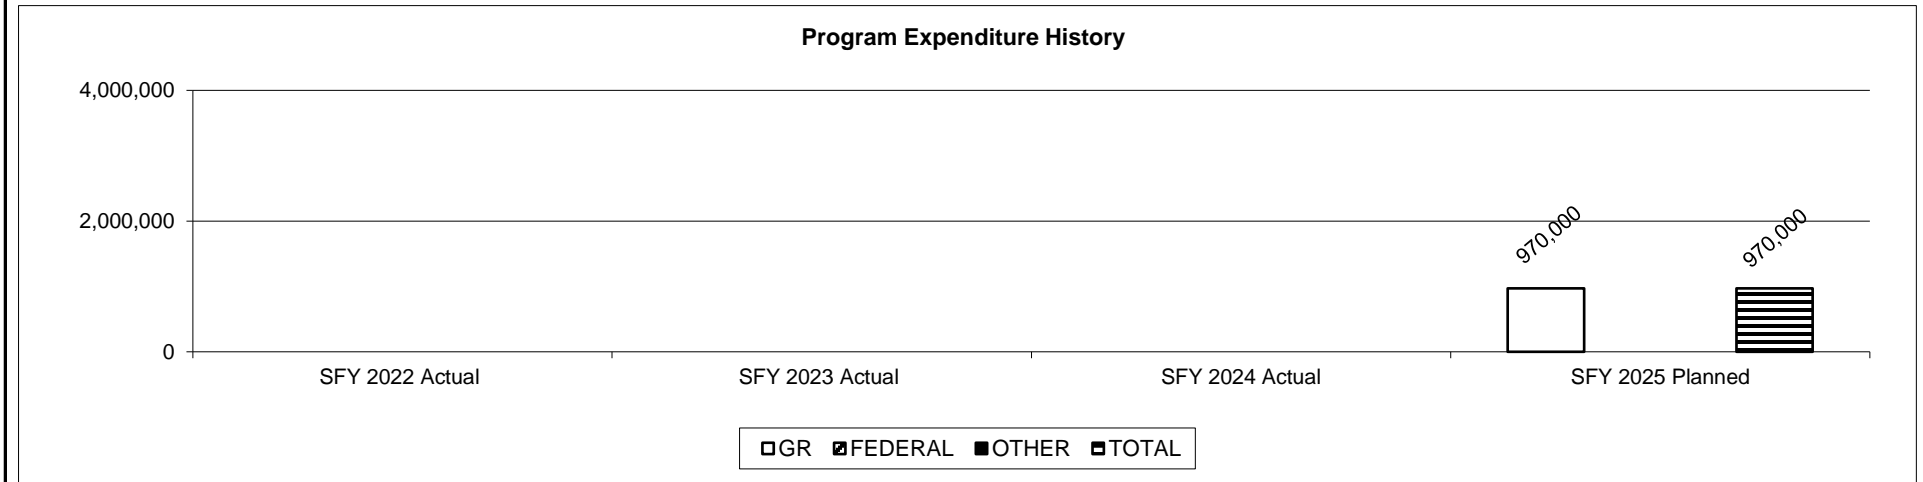 Program Expenditure History
4,000,000
2,000,000
0
970,000
970,000
SFY 2022 Actual
SFY 2023 Actual
SFY 2024 Actual
SFY 2025 Planned
GR FEDERAL OTHER TOTAL